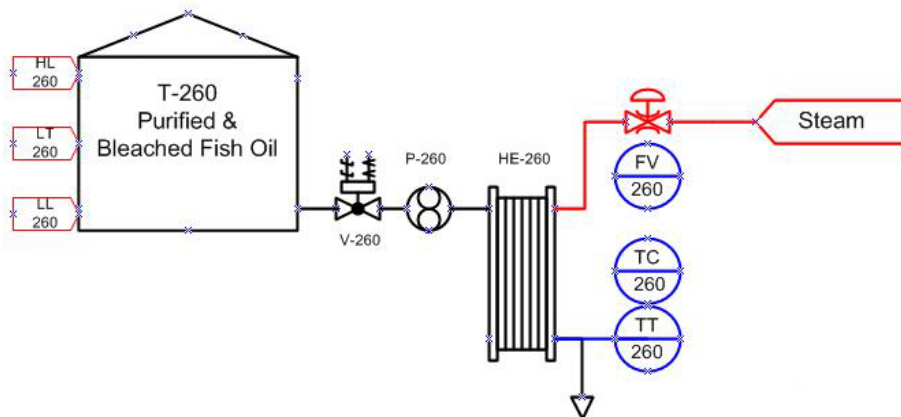 HL
260
T-260
Purified &
Bleached Fish Oil
LT
260
LL
260
V-260
P-260
HE-260
Steam
FV
260
TC
260
TT
260